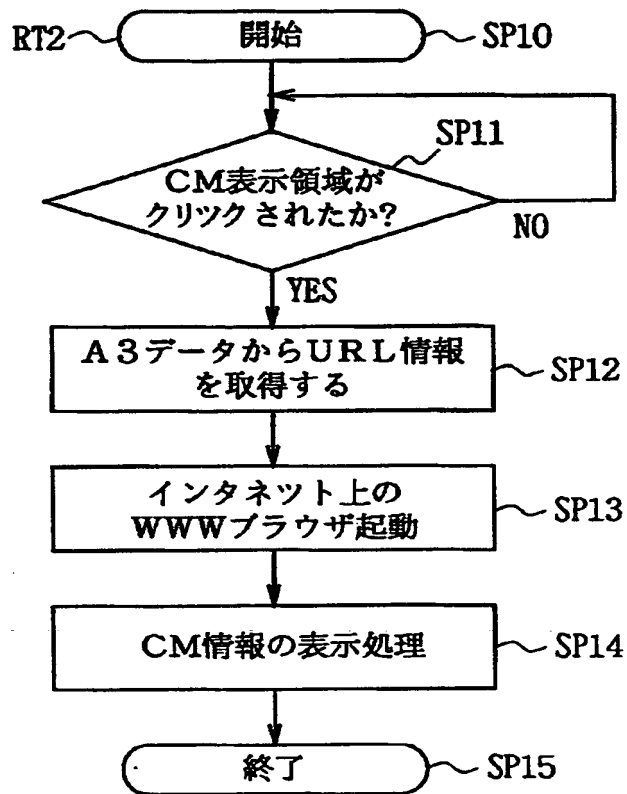 RT2 開始 SP10
SP11
CM表示領域が
クリツクされたか?
NO
YES
A3データからURL情報
を取得する
SP12
インタネツト上の
WWWブラウザ起動
SP13
CM情報の表示処理 SP14
終了 SP15